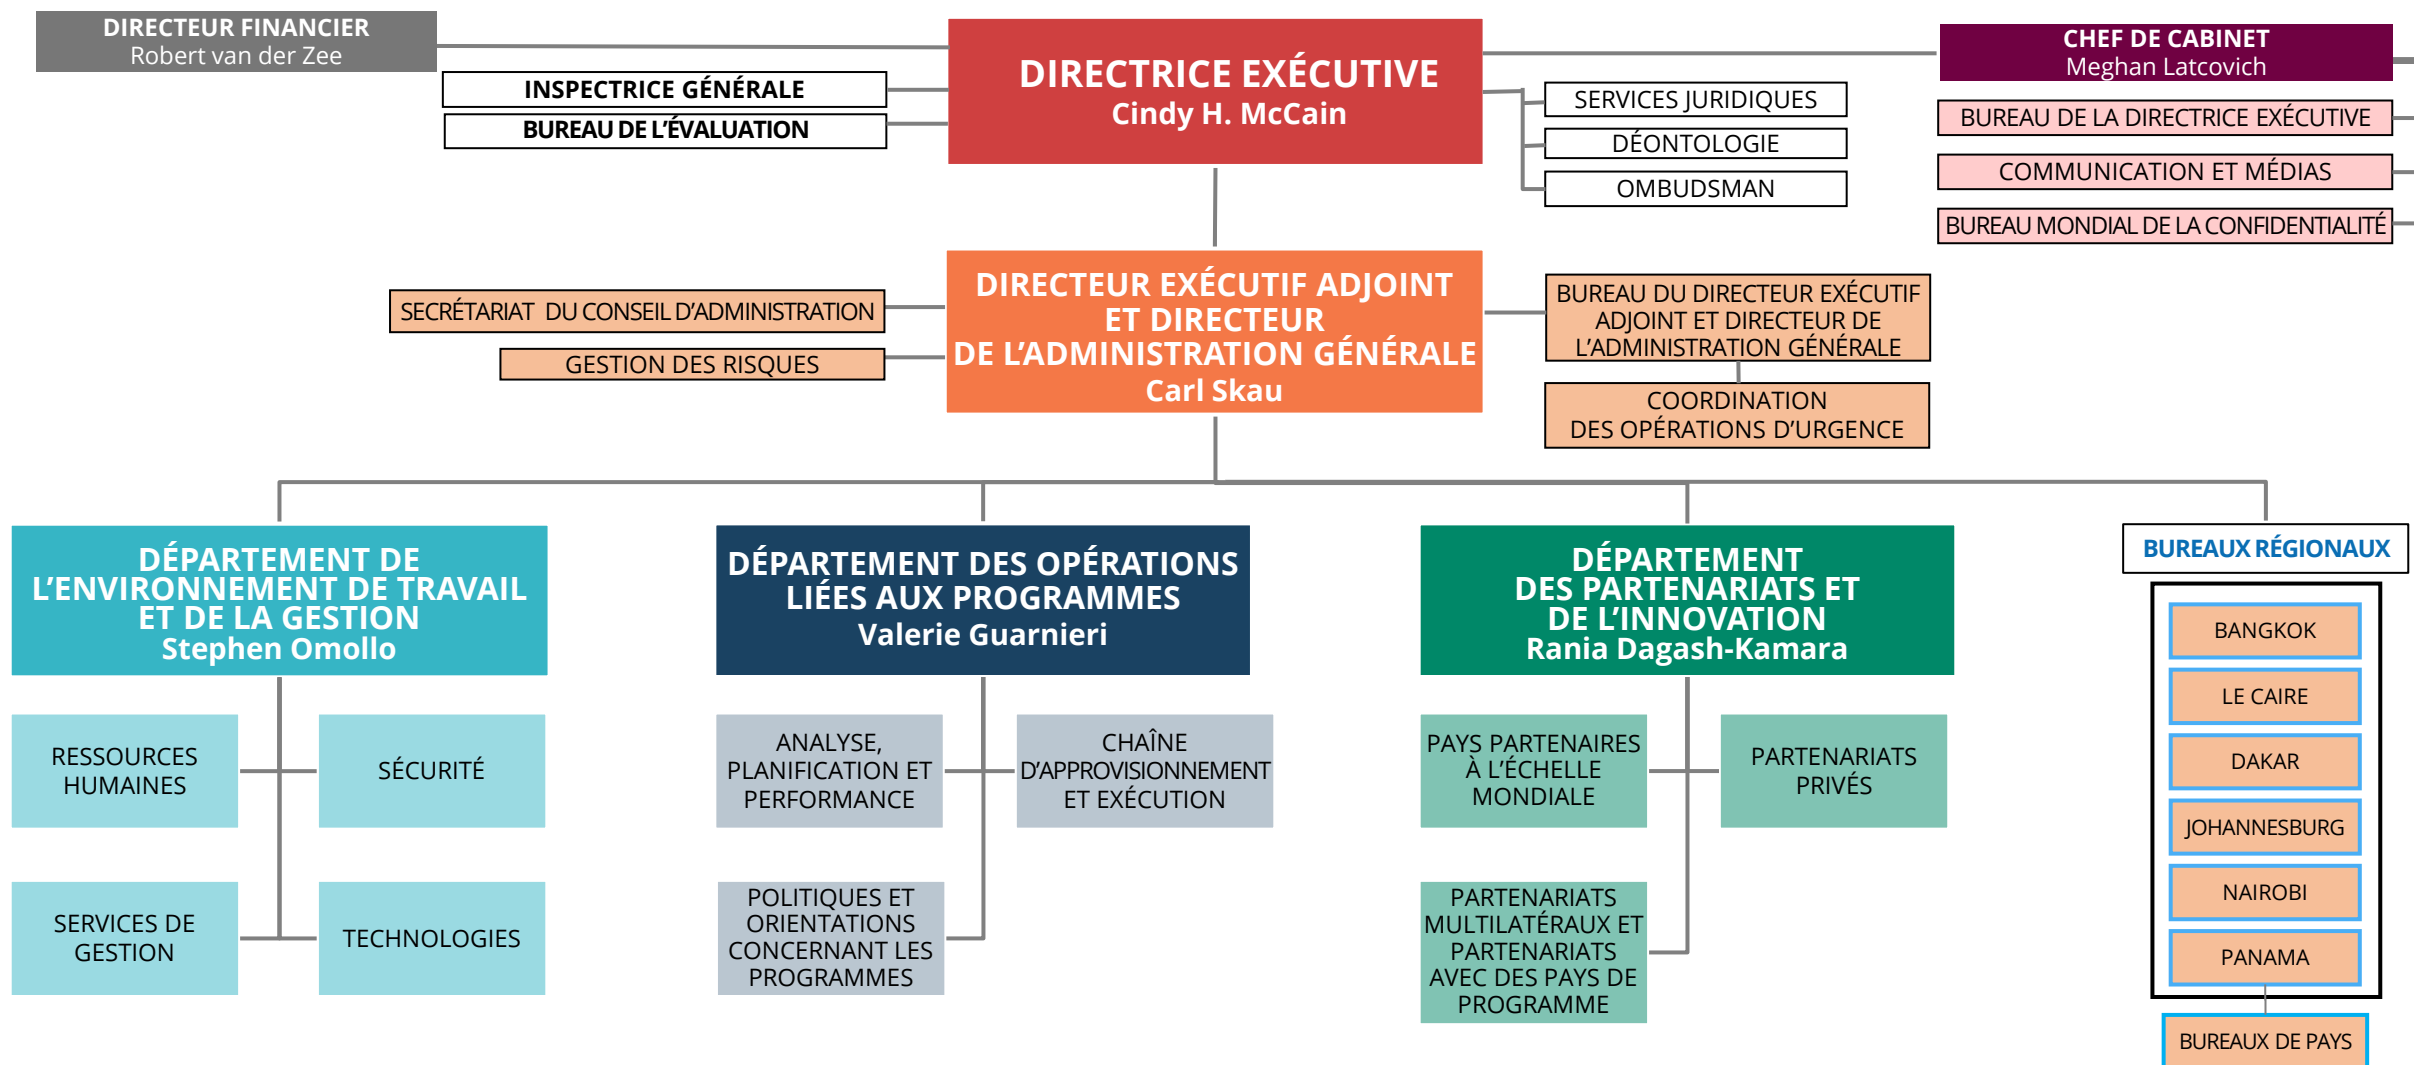 DIRECTEUR FINANCIER
Robert van der Zee
INSPECTRICE GÉNÉRALE
BUREAU DE L'ÉVALUATION
DIRECTRICE EXÉCUTIVE
Cindy H. McCain
SERVICES JURIDIQUES
DÉONTOLOGIE
OMBUDSMAN
CHEF DE CABINET
Meghan Latcovich
BUREAU DE LA DIRECTRICE EXÉCUTIVE
COMMUNICATION ET MÉDIAS
BUREAU MONDIAL DE LA CONFIDENTIALITÉ
SECRÉTARIAT DU CONSEIL D'ADMINISTRATION
GESTION DES RISQUES
DIRECTEUR EXÉCUTIF ADJOINT
ET DIRECTEUR
DE L'ADMINISTRATION GÉNÉRALE
Carl Skau
BUREAU DU DIRECTEUR EXÉCUTIF
ADJOINT ET DIRECTEUR DE
L'ADMINISTRATION GÉNÉRALE
COORDINATION
DES OPÉRATIONS D'URGENCE
DÉPARTEMENT DE
L'ENVIRONNEMENT DE TRAVAIL
ET DE LA GESTION
Stephen Omollo
RESSOURCES
HUMAINES
SÉCURITÉ
SERVICES DE
GESTION
TECHNOLOGIES
DÉPARTEMENT DES OPÉRATIONS
LIÉES AUX PROGRAMMES
Valerie Guarnieri
ANALYSE,
PLANIFICATION ET
PERFORMANCE
CHAÎNE
D'APPROVISIONNEMENT
ET EXÉCUTION
POLITIQUES ET
ORIENTATIONS
CONCERNANT LES
PROGRAMMES
DÉPARTEMENT
DES PARTENARIATS ET
DE L'INNOVATION
Rania Dagash-Kamara
PAYS PARTENAIRES
À L'ÉCHELLE
MONDIALE
PARTENARIATS
PRIVÉS
PARTENARIATS
MULTILATÉRAUX ET
PARTENARIATS
AVEC DES PAYS DE
PROGRAMME
BUREAUX RÉGIONAUX
BANGKOK
LE CAIRE
DAKAR
JOHANNESBURG
NAIROBI
PANAMA
BUREAUX DE PAYS